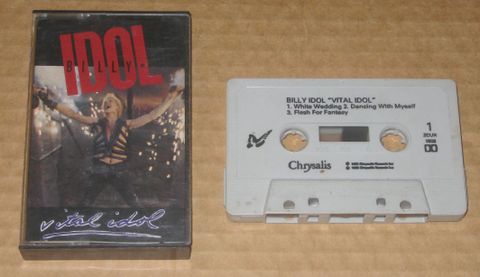 IDOL
BILLY
vital idol
BILLY IDOL "VITAL IDOL"
1. White Wedding 2. Dancing With Myself
3. Flesh For Fantasy
1
Chrysalis